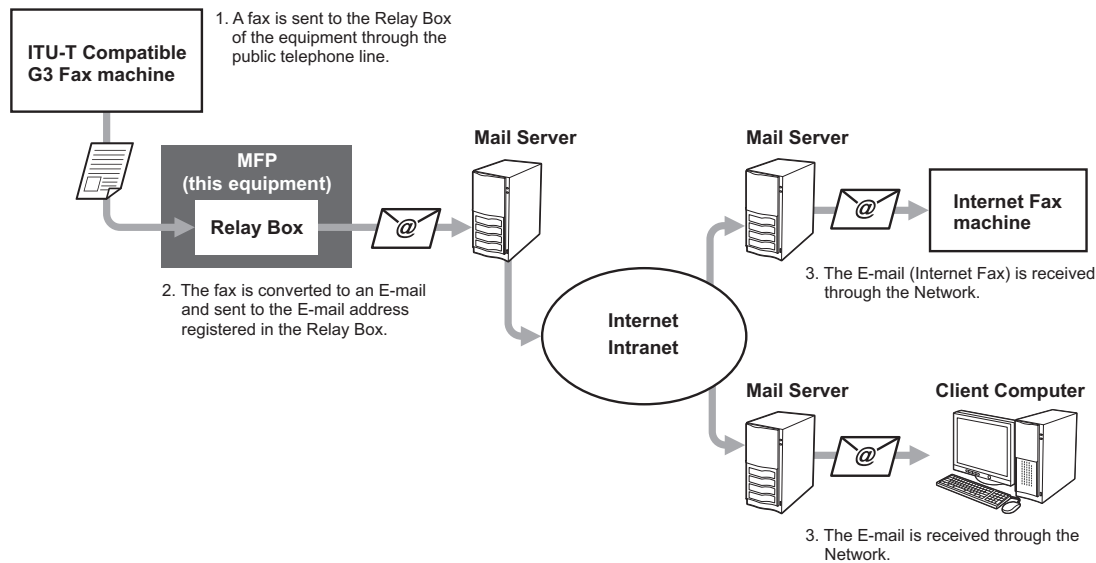 1. A fax is sent to the Relay Box
of the equipment through the
public telephone line.
ITU-T Compatible
G3 Fax machine
MFP
(this equipment)
Relay Box
@
Mail Server
2. The fax is converted to an E-mail
and sent to the E-mail address
registered in the Relay Box.
Internet
Intranet
Mail Server
@
Internet Fax
machine
3. The E-mail (Internet Fax) is received
through the Network.
Mail Server
@
Client Computer
3. The E-mail is received through the
Network.